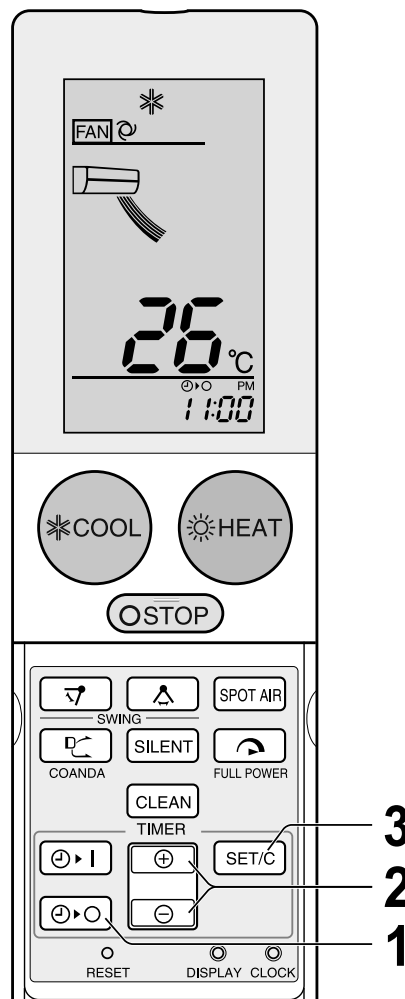 FAN
26 °C
PM
11:00
COOL
HEAT
STOP
SPOT AIR
SWING
SILENT
COANDA
FULL POWER
CLEAN
TIMER
SET/C
3
2
1
RESET
DISPLAY
CLOCK